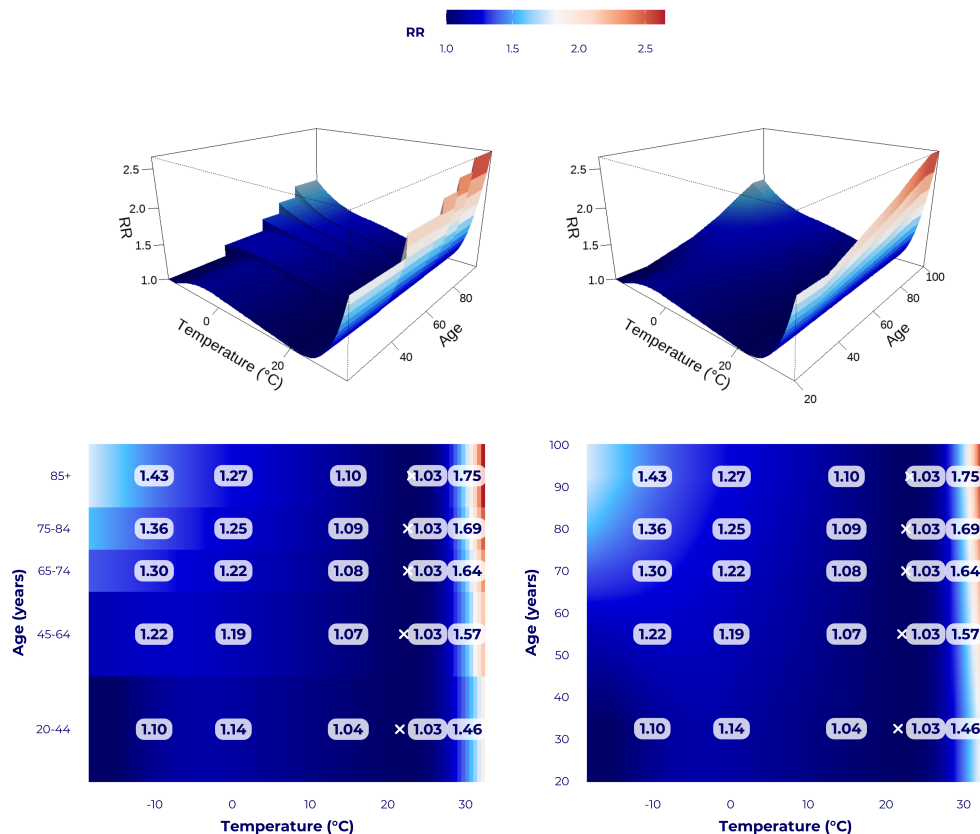 RR
1.0 1.5 2.0 2.5
RR
2.5
2.0
1.5
1.0
0
20
Temperature (°C)
40
60
80
Age
RR
2.5
2.0
1.5
1.0
0
20
Temperature (°C)
20
40
60
80
100
Age
Age (years)
85+ 1.43 1.27 1.10 1.03 1.75
75-84 1.36 1.25 1.09 1.03 1.69
65-74 1.30 1.22 1.08 1.03 1.64
45-64 1.22 1.19 1.07 1.03 1.57
20-44 1.10 1.14 1.04 1.03 1.46
-10 0 10 20 30
Temperature (°C)
Age (years)
100
90
80
70
60
50
40
30
20
1.43 1.27 1.10 1.03 1.75
1.36 1.25 1.09 1.03 1.69
1.30 1.22 1.08 1.03 1.64
1.22 1.19 1.07 1.03 1.57
1.10 1.14 1.04 1.03 1.46
-10 0 10 20 30
Temperature (°C)